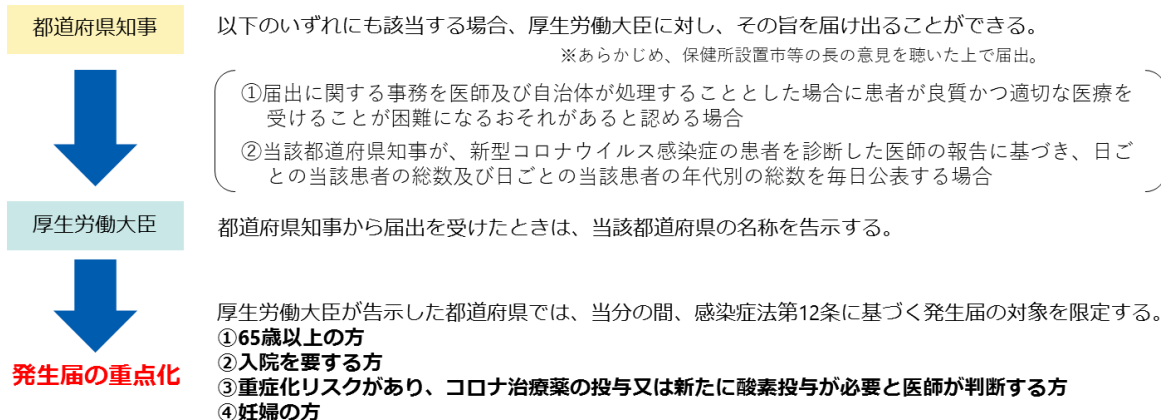 都道府県知事
以下のいずれにも該当する場合、厚生労働大臣に対し、その旨を届け出ることができる。
※あらかじめ、保健所設置市等の長の意見を聴いた上で届出。
①届出に関する事務を医師及び自治体が処理することとした場合に患者が良質かつ適切な医療を
受けることが困難になるおそれがあると認める場合
②当該都道府県知事が、新型コロナウイルス感染症の患者を診断した医師の報告に基づき、日ご
との当該患者の総数及び日ごとの当該患者の年代別の総数を毎日公表する場合
厚生労働大臣
都道府県知事から届出を受けたときは、当該都道府県の名称を告示する。
厚生労働大臣が告示した都道府県では、当分の間、感染症法第12条に基づく発生届の対象を限定する。
①65歳以上の方
②入院を要する方
発生届の重点化
③重症化リスクがあり、コロナ治療薬の投与又は新たに酸素投与が必要と医師が判断する方
④妊婦の方